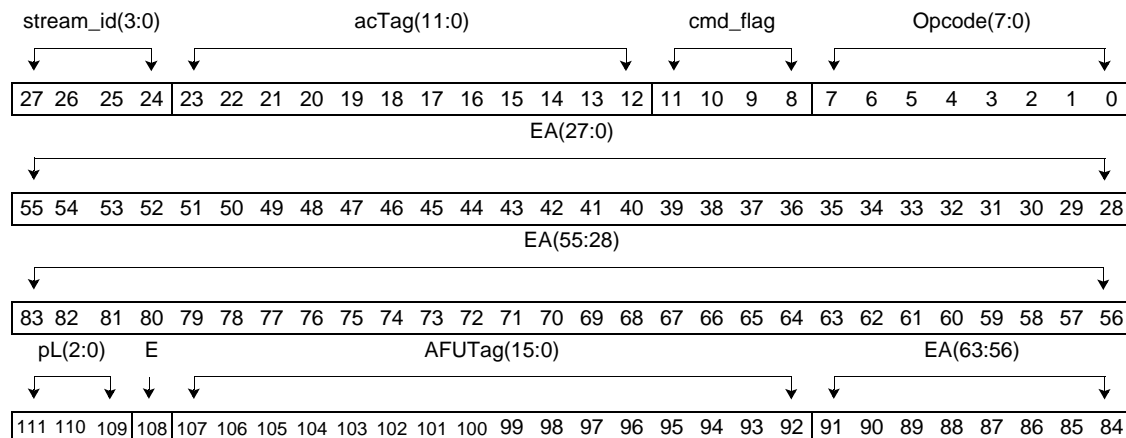 stream_id(3:0) acTag(11:0) cmd_flag Opcode(7:0)
27 26 25 24 23 22 21 20 19 18 17 16 15 14 13 12 11 10 9 8 7 6 5 4 3 2 1 0
EA(27:0)
55 54 53 52 51 50 49 48 47 46 45 44 43 42 41 40 39 38 37 36 35 34 33 32 31 30 29 28
EA(55:28)
83 82 81 80 79 78 77 76 75 74 73 72 71 70 69 68 67 66 65 64 63 62 61 60 59 58 57 56
pL(2:0) E AFUTag(15:0) EA(63:56)
111 110 109 108 107 106 105 104 103 102 101 100 99 98 97 96 95 94 93 92 91 90 89 88 87 86 85 84